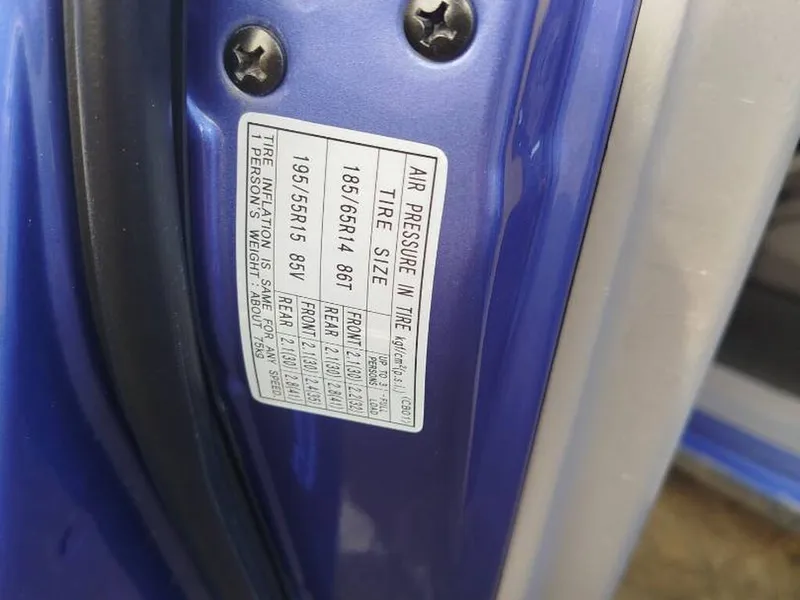 AIR PRESSURE IN TIRE kgf/cm²(p.s.i.) (CB01)
TIRE SIZE UP TO 3 PERSONS FULL LOAD
185/65R14 86T FRONT 2.1(30) 2.2(32)
REAR 2.1(30) 2.8(41)
195/55R15 85V FRONT 2.1(30) 2.4(35)
REAR 2.1(30) 2.8(41)
TIRE INFLATION IS SAME FOR ANY SPEED.
1 PERSON'S WEIGHT : ABOUT 75kg